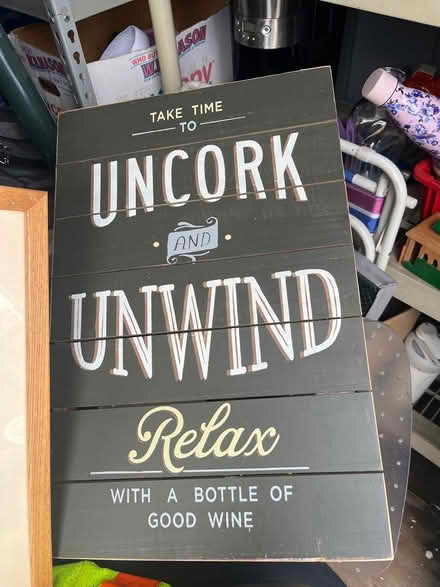 TAKE TIME
TO
UNCORK
AND
UNWIND
Relax
WITH A BOTTLE OF
GOOD WINE